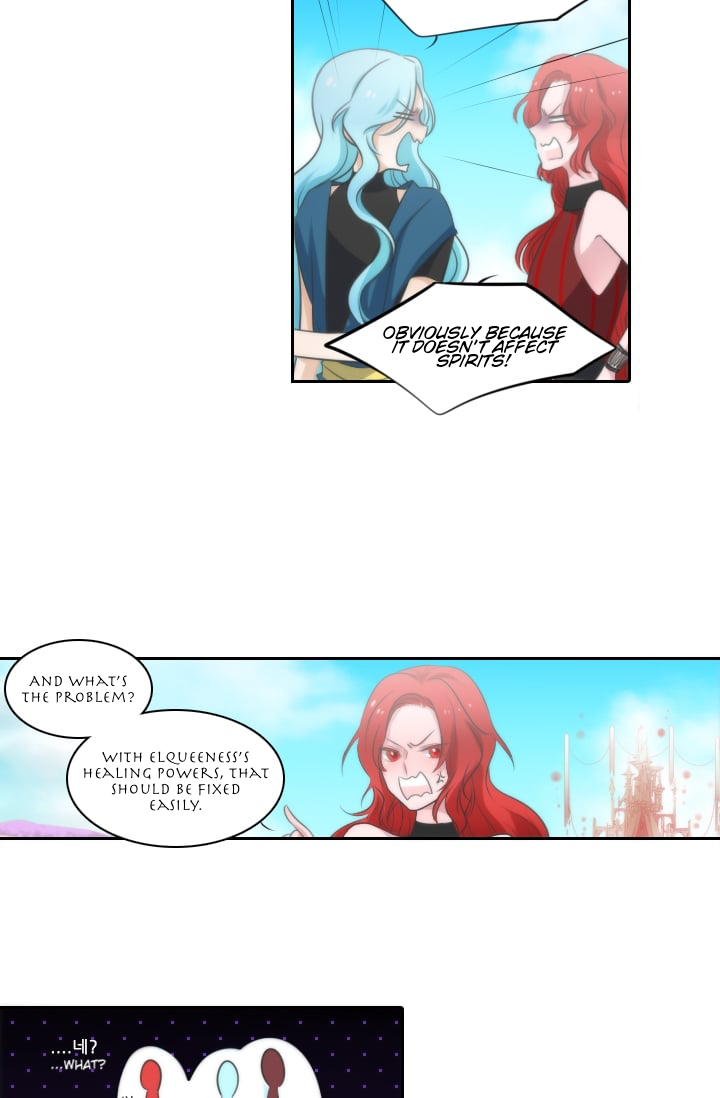 OBVIOUSLY BECAUSE
IT DOESN'T AFFECT
SPIRITS!
AND WHAT'S
THE PROBLEM?
WITH ELQUEENESS'S
HEALING POWERS, THAT
SHOULD BE FIXED
EASILY.
....네?
...WHAT?